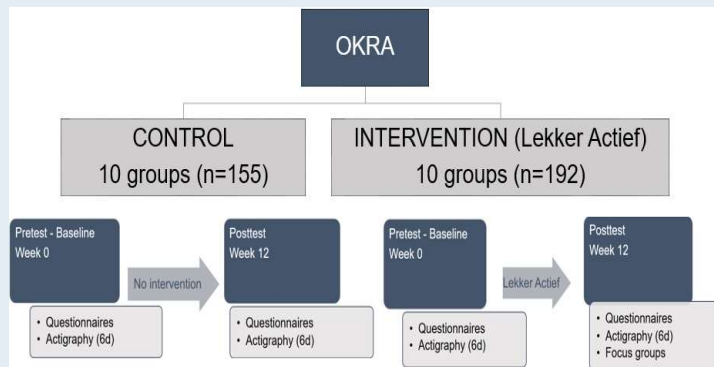 OKRA
CONTROL
10 groups (n=155)
INTERVENTION (Lekker Actief)
10 groups (n=192)
Pretest - Baseline
Week 0
No intervention
Posttest
Week 12
Pretest - Baseline
Week 0
Lekker Actief
Posttest
Week 12
• Questionnaires
• Actigraphy (6d)
• Questionnaires
• Actigraphy (6d)
• Questionnaires
• Actigraphy (6d)
• Questionnaires
• Actigraphy (6d)
• Focus groups